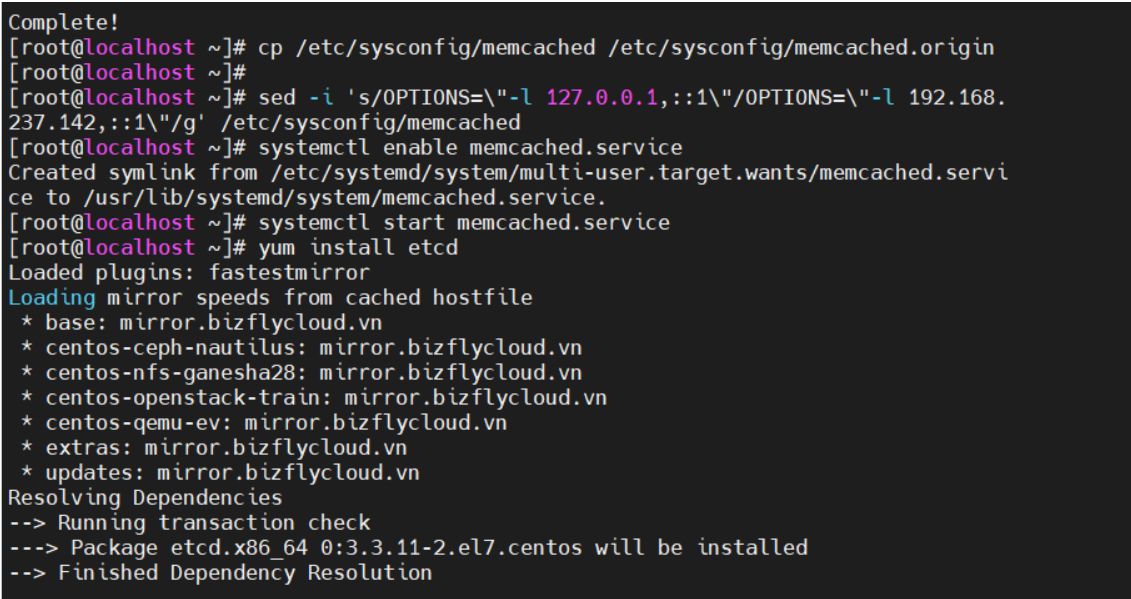 Complete!
[root@localhost ~]# cp /etc/sysconfig/memcached /etc/sysconfig/memcached.origin
[root@localhost ~]#
[root@localhost ~]# sed -i 's/OPTIONS=\"-l 127.0.0.1,::1\"/OPTIONS=\"-l 192.168.
237.142,::1\"/g' /etc/sysconfig/memcached
[root@localhost ~]# systemctl enable memcached.service
Created symlink from /etc/systemd/system/multi-user.target.wants/memcached.servi
ce to /usr/lib/systemd/system/memcached.service.
[root@localhost ~]# systemctl start memcached.service
[root@localhost ~]# yum install etcd
Loaded plugins: fastestmirror
Loading mirror speeds from cached hostfile
 * base: mirror.bizflycloud.vn
 * centos-ceph-nautilus: mirror.bizflycloud.vn
 * centos-nfs-ganesha28: mirror.bizflycloud.vn
 * centos-openstack-train: mirror.bizflycloud.vn
 * centos-qemu-ev: mirror.bizflycloud.vn
 * extras: mirror.bizflycloud.vn
 * updates: mirror.bizflycloud.vn
Resolving Dependencies
--> Running transaction check
---> Package etcd.x86_64 0:3.3.11-2.el7.centos will be installed
--> Finished Dependency Resolution